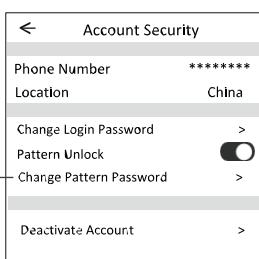 ← Account Security
Phone Number ********
Location China
Change Login Password >
Pattern Unlock
Change Pattern Password >
Deactivate Account >